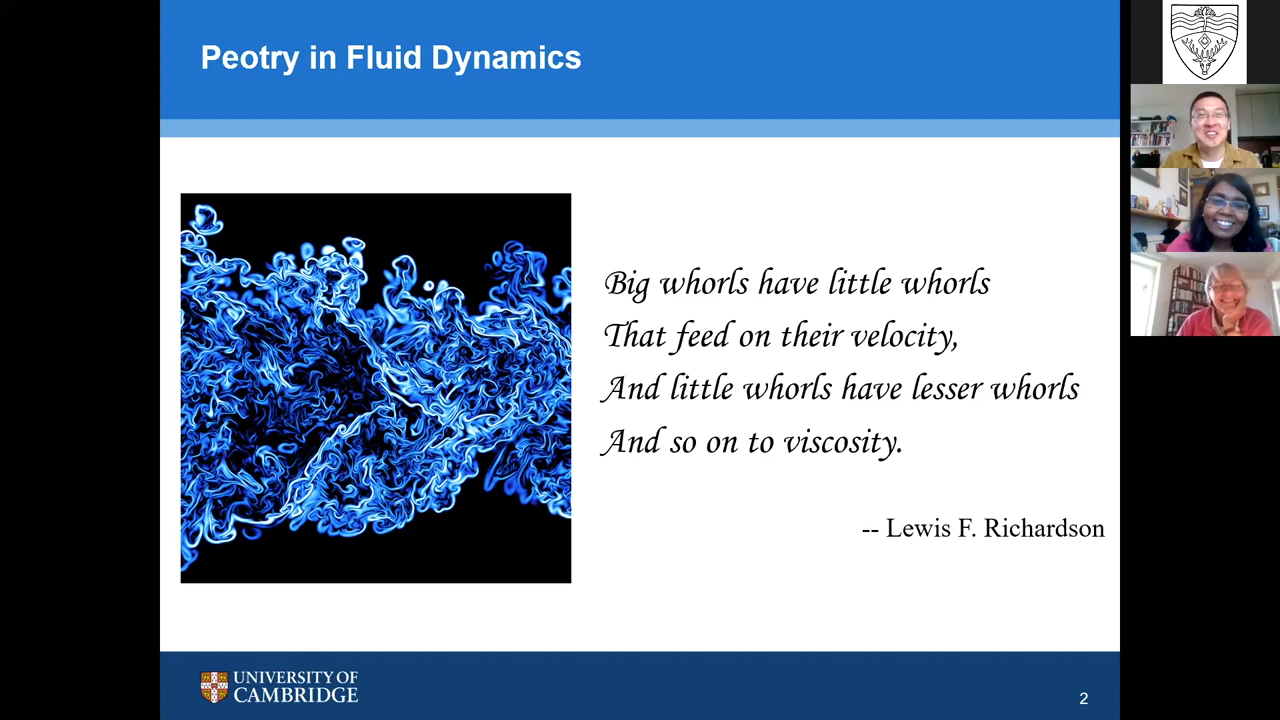 Peotry in Fluid Dynamics
Big whorls have little whorls
That feed on their velocity,
And little whorls have lesser whorls
And so on to viscosity.
-- Lewis F. Richardson
UNIVERSITY OF
CAMBRIDGE
2